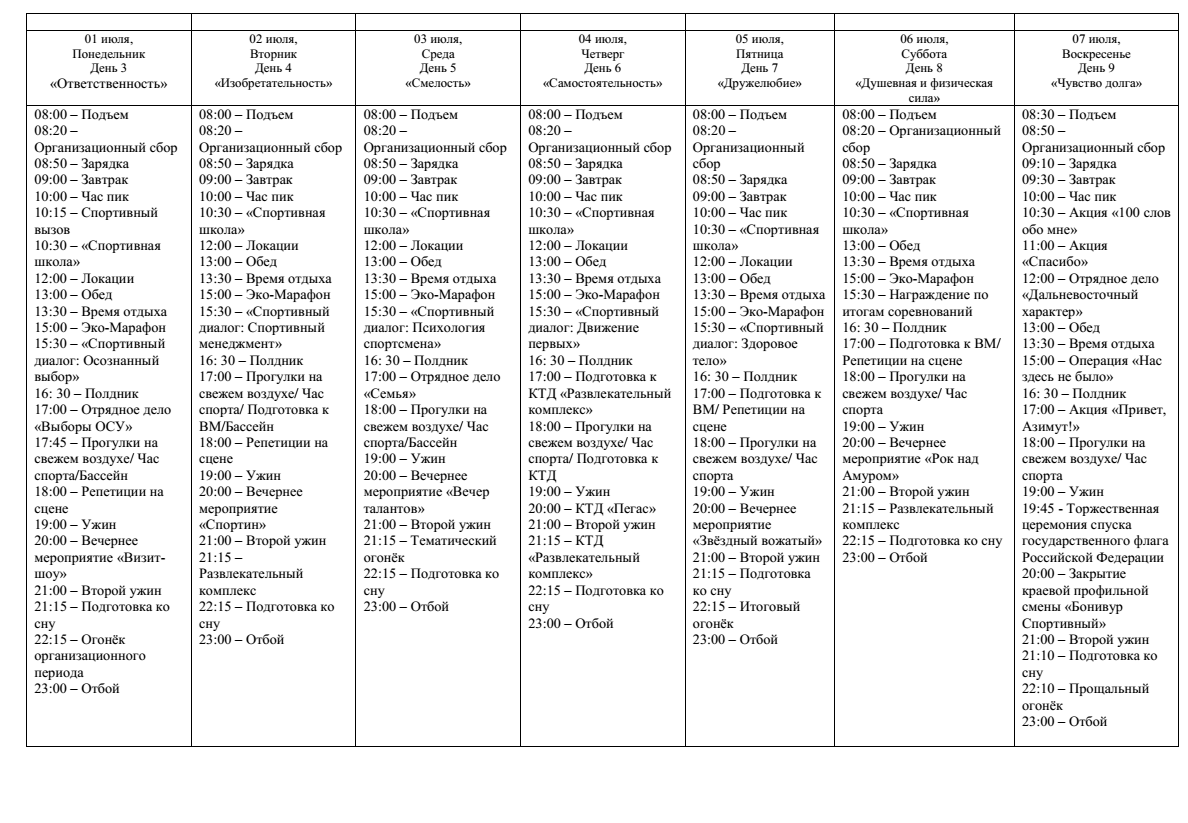 01 июля,
Понедельник
День 3
«Ответственность»
02 июля,
Вторник
День 4
«Изобретательность»
03 июля,
Среда
День 5
«Смелость»
04 июля,
Четверг
День 6
«Самостоятельность»
05 июля,
Пятница
День 7
«Дружелюбие»
06 июля,
Суббота
День 8
«Душевная и физическая
сила»
07 июля,
Воскресенье
День 9
«Чувство долга»
08:00 – Подъем
08:20 –
Организационный сбор
08:50 – Зарядка
09:00 – Завтрак
10:00 – Час пик
10:15 – Спортивный
вызов
10:30 – «Спортивная
школа»
12:00 – Локации
13:00 – Обед
13:30 – Время отдыха
15:00 – Эко-Марафон
15:30 – «Спортивный
диалог: Осознанный
выбор»
16: 30 – Полдник
17:00 – Отрядное дело
«Выборы ОСУ»
17:45 – Прогулки на
свежем воздухе/ Час
спорта/Бассейн
18:00 – Репетиции на
сцене
19:00 – Ужин
20:00 – Вечернее
мероприятие «Визит-
шоу»
21:00 – Второй ужин
21:15 – Подготовка ко
сну
22:15 – Огонёк
организационного
периода
23:00 – Отбой
08:00 – Подъем
08:20 –
Организационный сбор
08:50 – Зарядка
09:00 – Завтрак
10:00 – Час пик
10:30 – «Спортивная
школа»
12:00 – Локации
13:00 – Обед
13:30 – Время отдыха
15:00 – Эко-Марафон
15:30 – «Спортивный
диалог: Спортивный
менеджмент»
16: 30 – Полдник
17:00 – Прогулки на
свежем воздухе/ Час
спорта/ Подготовка к
ВМ/Бассейн
18:00 – Репетиции на
сцене
19:00 – Ужин
20:00 – Вечернее
мероприятие
«Спортин»
21:00 – Второй ужин
21:15 –
Развлекательный
комплекс
22:15 – Подготовка ко
сну
23:00 – Отбой
08:00 – Подъем
08:20 –
Организационный сбор
08:50 – Зарядка
09:00 – Завтрак
10:00 – Час пик
10:30 – «Спортивная
школа»
12:00 – Локации
13:00 – Обед
13:30 – Время отдыха
15:00 – Эко-Марафон
15:30 – «Спортивный
диалог: Психология
спортсмена»
16: 30 – Полдник
17:00 – Отрядное дело
«Семья»
18:00 – Прогулки на
свежем воздухе/ Час
спорта/Бассейн
19:00 – Ужин
20:00 – Вечернее
мероприятие «Вечер
талантов»
21:00 – Второй ужин
21:15 – Тематический
огонёк
22:15 – Подготовка ко
сну
23:00 – Отбой
08:00 – Подъем
08:20 –
Организационный сбор
08:50 – Зарядка
09:00 – Завтрак
10:00 – Час пик
10:30 – «Спортивная
школа»
12:00 – Локации
13:00 – Обед
13:30 – Время отдыха
15:00 – Эко-Марафон
15:30 – «Спортивный
диалог: Движение
первых»
16: 30 – Полдник
17:00 – Подготовка к
КТД «Развлекательный
комплекс»
18:00 – Прогулки на
свежем воздухе/ Час
спорта/ Подготовка к
КТД
19:00 – Ужин
20:00 – КТД «Пегас»
21:00 – Второй ужин
21:15 – КТД
«Развлекательный
комплекс»
22:15 – Подготовка ко
сну
23:00 – Отбой
08:00 – Подъем
08:20 –
Организационный
сбор
08:50 – Зарядка
09:00 – Завтрак
10:00 – Час пик
10:30 – «Спортивная
школа»
12:00 – Локации
13:00 – Обед
13:30 – Время отдыха
15:00 – Эко-Марафон
15:30 – «Спортивный
диалог: Здоровое
тело»
16: 30 – Полдник
17:00 – Подготовка к
ВМ/ Репетиции на
сцене
18:00 – Прогулки на
свежем воздухе/ Час
спорта
19:00 – Ужин
20:00 – Вечернее
мероприятие
«Звёздный вожатый»
21:00 – Второй ужин
21:15 – Подготовка
ко сну
22:15 – Итоговый
огонёк
23:00 – Отбой
08:00 – Подъем
08:20 – Организационный
сбор
08:50 – Зарядка
09:00 – Завтрак
10:00 – Час пик
10:30 – «Спортивная
школа»
13:00 – Обед
13:30 – Время отдыха
15:00 – Эко-Марафон
15:30 – Награждение по
итогам соревнований
16: 30 – Полдник
17:00 – Подготовка к ВМ/
Репетиции на сцене
18:00 – Прогулки на
свежем воздухе/ Час
спорта
19:00 – Ужин
20:00 – Вечернее
мероприятие «Рок над
Амуром»
21:00 – Второй ужин
21:15 – Развлекательный
комплекс
22:15 – Подготовка ко сну
23:00 – Отбой
08:30 – Подъем
08:50 –
Организационный сбор
09:10 – Зарядка
09:30 – Завтрак
10:00 – Час пик
10:30 – Акция «100 слов
обо мне»
11:00 – Акция
«Спасибо»
12:00 – Отрядное дело
«Дальневосточный
характер»
13:00 – Обед
13:30 – Время отдыха
15:00 – Операция «Нас
здесь не было»
16: 30 – Полдник
17:00 – Акция «Привет,
Азимут!»
18:00 – Прогулки на
свежем воздухе/ Час
спорта
19:00 – Ужин
19:45 - Торжественная
церемония спуска
государственного флага
Российской Федерации
20:00 – Закрытие
краевой профильной
смены «Бонивур
Спортивный»
21:00 – Второй ужин
21:10 – Подготовка ко
сну
22:10 – Прощальный
огонёк
23:00 – Отбой